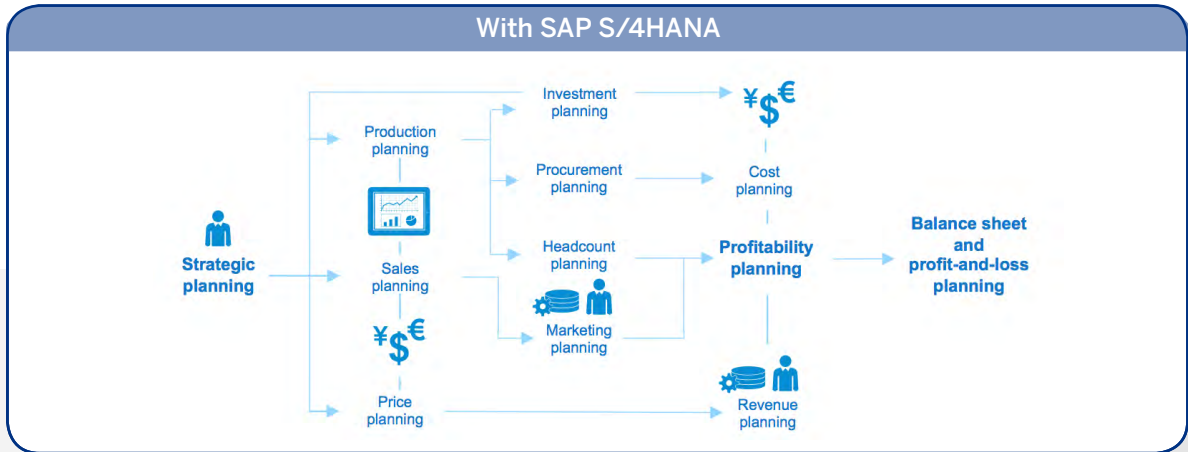 With SAP S/4HANA
Strategic
planning
Production
planning
Sales
planning
¥$€
Price
planning
Investment
planning
Procurement
planning
Headcount
planning
Marketing
planning
¥$€
Cost
planning
Profitability
planning
Revenue
planning
Balance sheet
and
profit-and-loss
planning